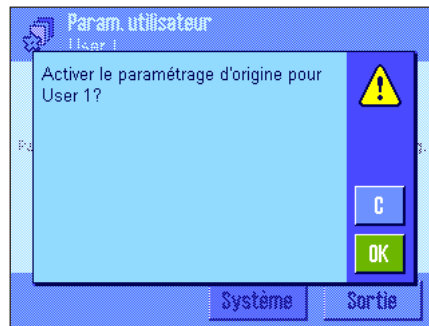 Param. utilisateur
User 1
Activer le paramétrage d'origine pour
User 1?
C
OK
Système
Sortie